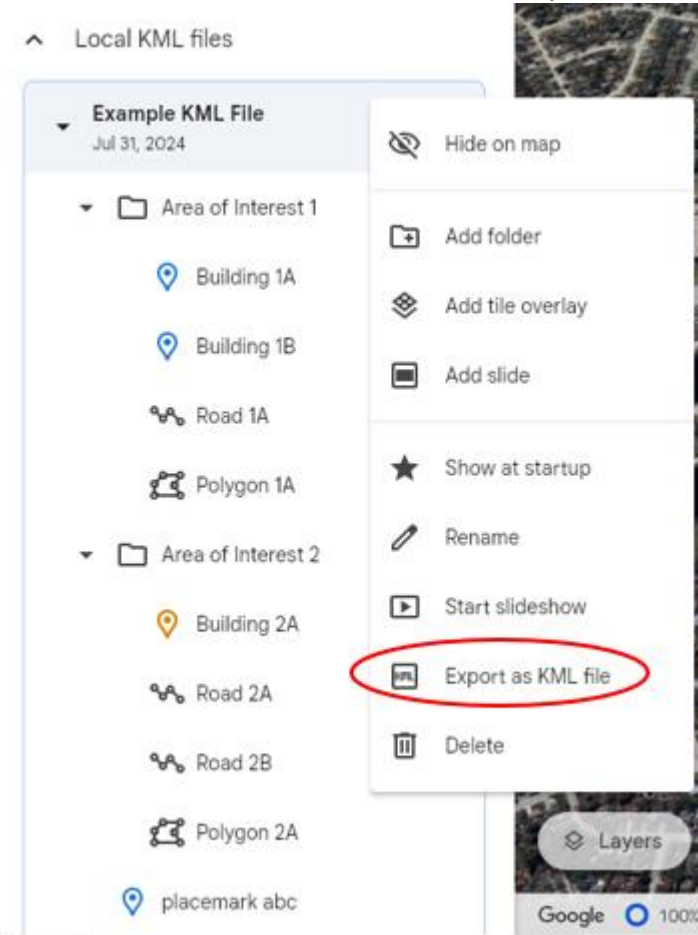 Local KML files
Example KML File
Jul 31, 2024
Area of Interest 1
Building 1A
Building 1B
Road 1A
Polygon 1A
Area of Interest 2
Building 2A
Road 2A
Road 2B
Polygon 2A
placemark abc
Hide on map
Add folder
Add tile overlay
Add slide
Show at startup
Rename
Start slideshow
KML Export as KML file
Delete
Layers
Google 100%